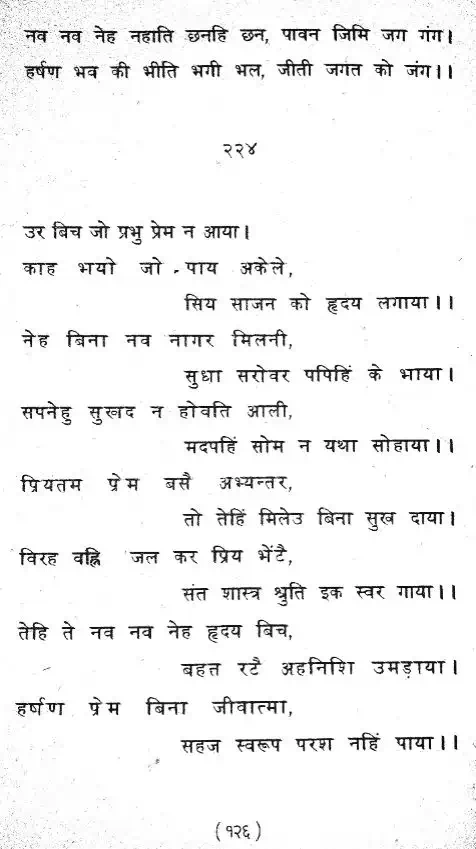 नव नव नेह नहाति छनहि छन, पावन जिमि जग गंग।
हर्षण भव की भीति भगी भल, जीती जगत को जंग।।
२२४
उर बिच जो प्रभु प्रेम न आया।
काह भयो जो - पाय अकेले,
सिय साजन को हृदय लगाया।।
नेह बिना नव नागर मिलनी,
सुधा सरोवर पपिहिं के भाया।
सपनेहु सुखद न होवति आली,
मदपहिं सोम न यथा सोहाया।।
प्रियतम प्रेम बसै अभ्यन्तर,
तो तेहिं मिलेउ बिना सुख दाया।
विरह वह्नि जल कर प्रिय भेंटै,
संत शास्त्र श्रुति इक स्वर गाया।।
तेहि ते नव नव नेह हृदय बिच,
बहत रटै अहनिशि उमड़ाया।
हर्षण प्रेम बिना जीवात्मा,
सहज स्वरूप परश नहिं पाया।।
(१२६)